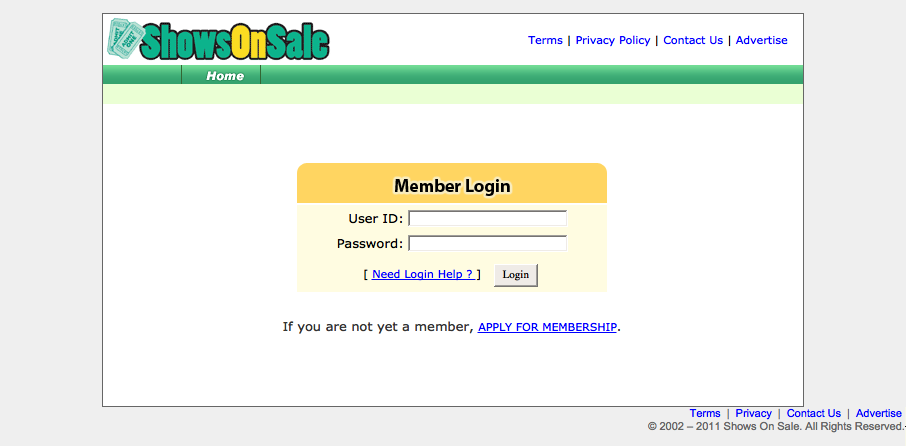 ADMIT ONE
ShowsOnSale
Terms | Privacy Policy | Contact Us | Advertise
Home
Member Login
User ID:
Password:
[ Need Login Help ? ] Login
If you are not yet a member, APPLY FOR MEMBERSHIP.
Terms | Privacy | Contact Us | Advertise
© 2002 – 2011 Shows On Sale. All Rights Reserved.